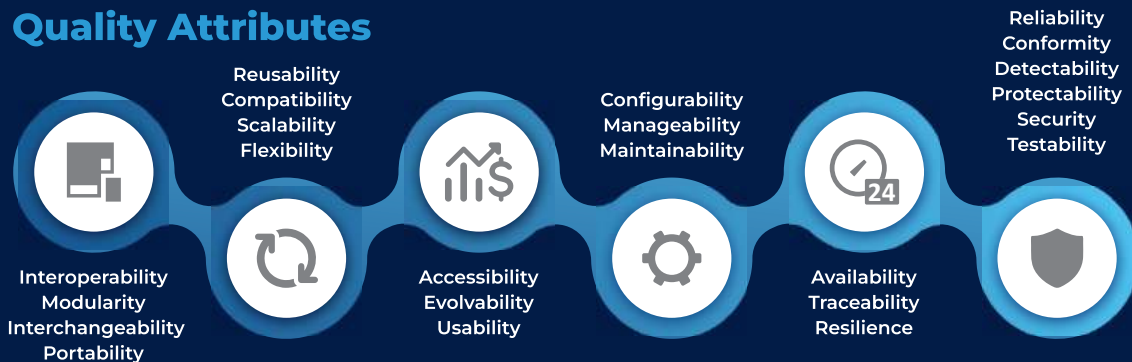 Quality Attributes
Interoperability
Modularity
Interchangeability
Portability
Reusability
Compatibility
Scalability
Flexibility
Accessibility
Evolvability
Usability
Configurability
Manageability
Maintainability
24
Availability
Traceability
Resilience
Reliability
Conformity
Detectability
Protectability
Security
Testability